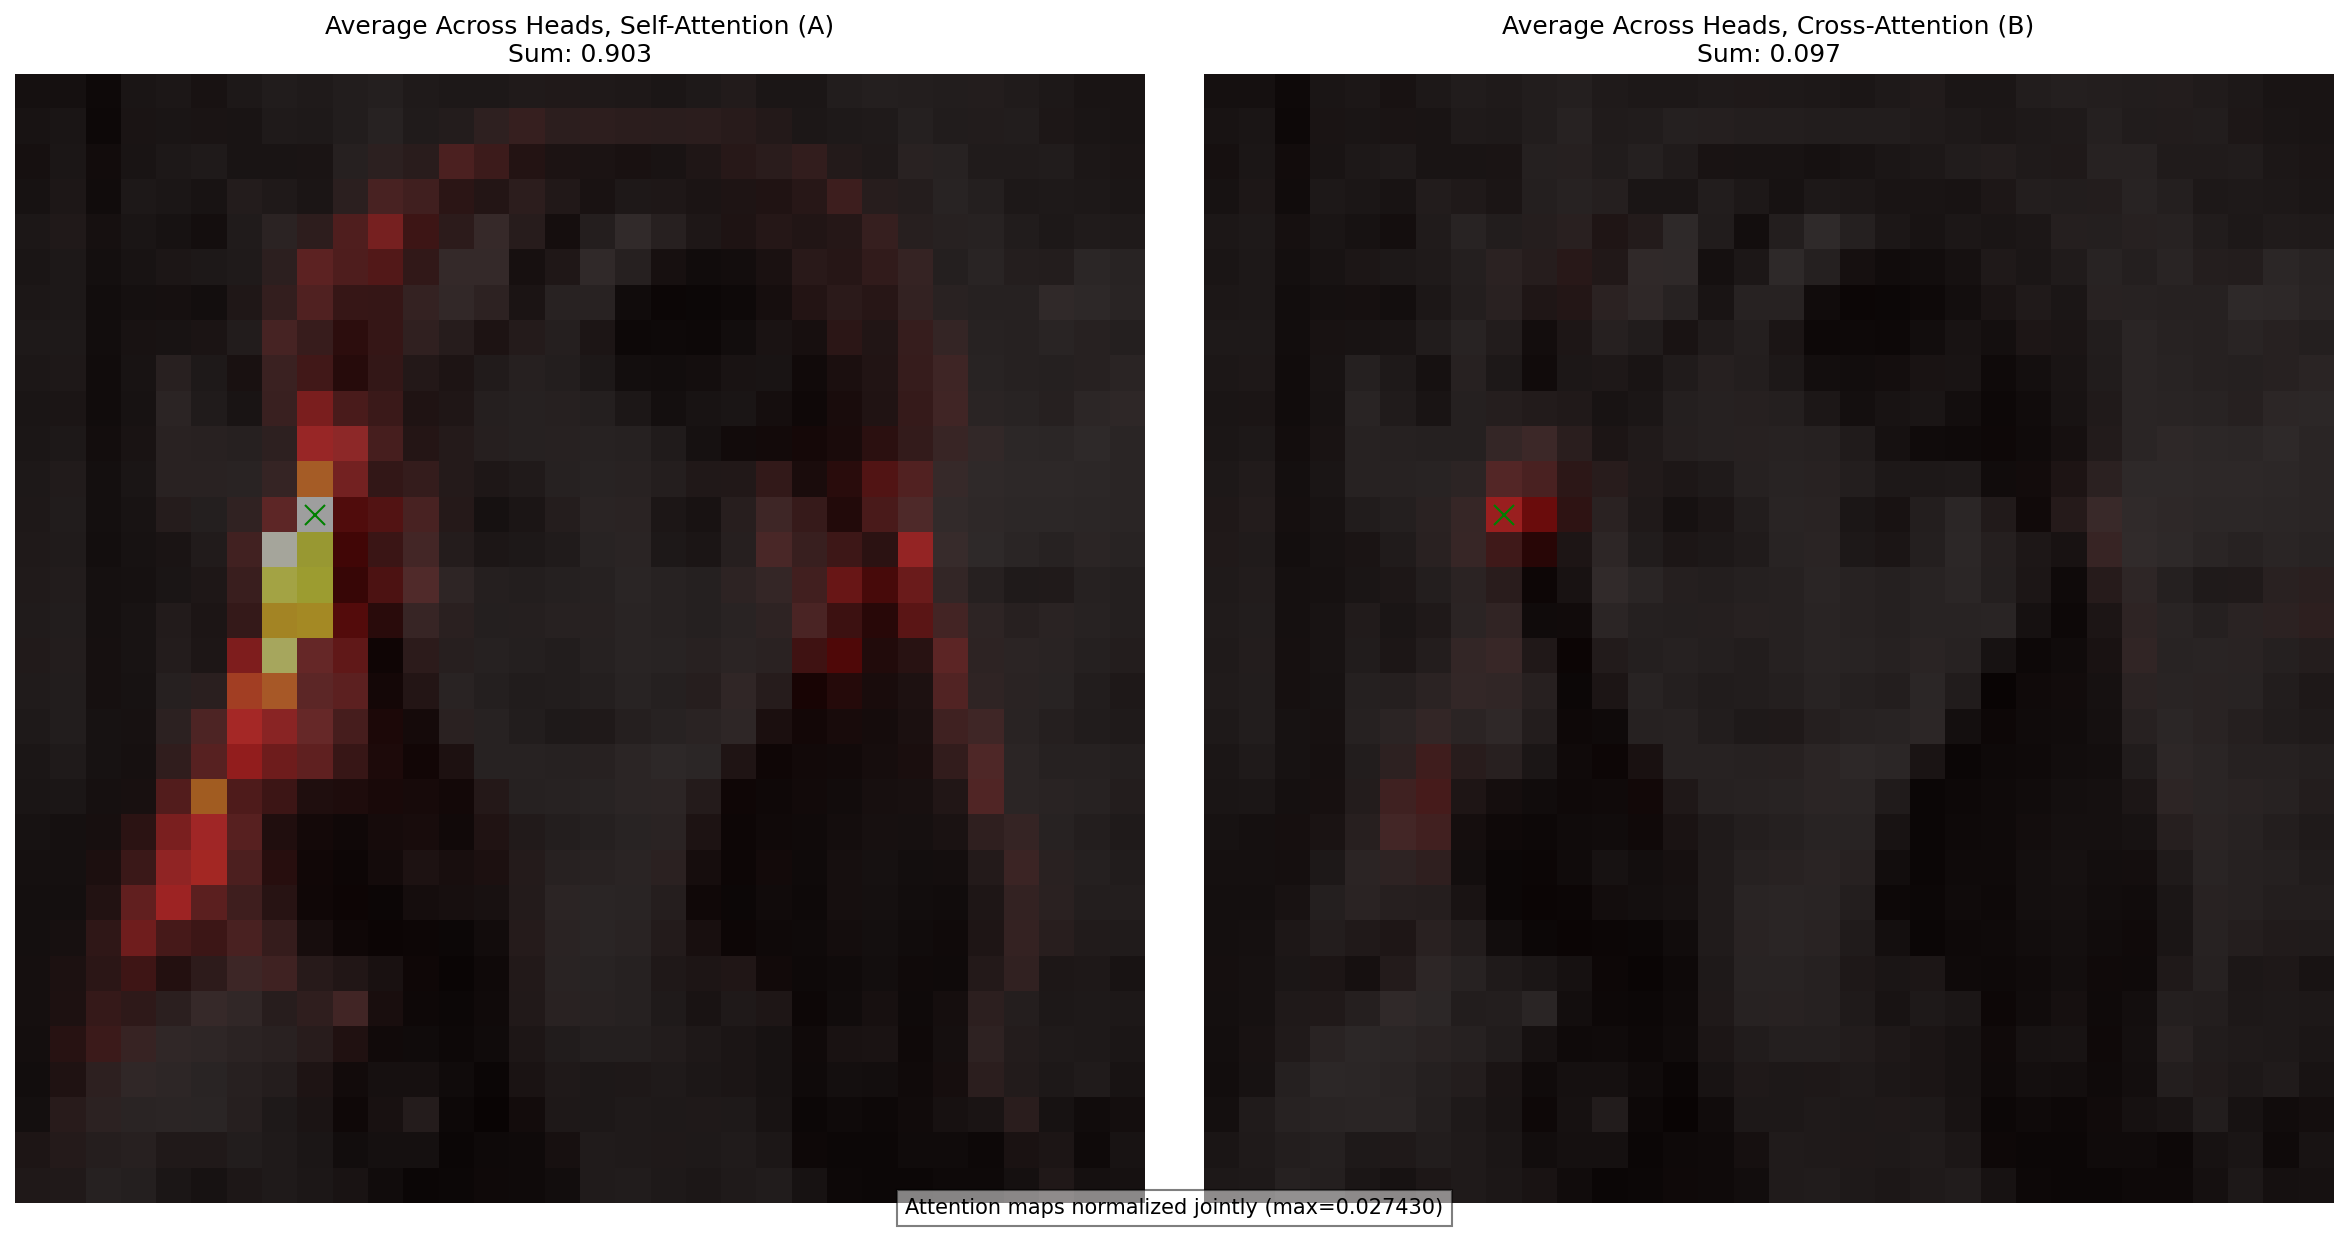 Average Across Heads, Self-Attention (A)
Sum: 0.903
Average Across Heads, Cross-Attention (B)
Sum: 0.097
Attention maps normalized jointly (max=0.027430)